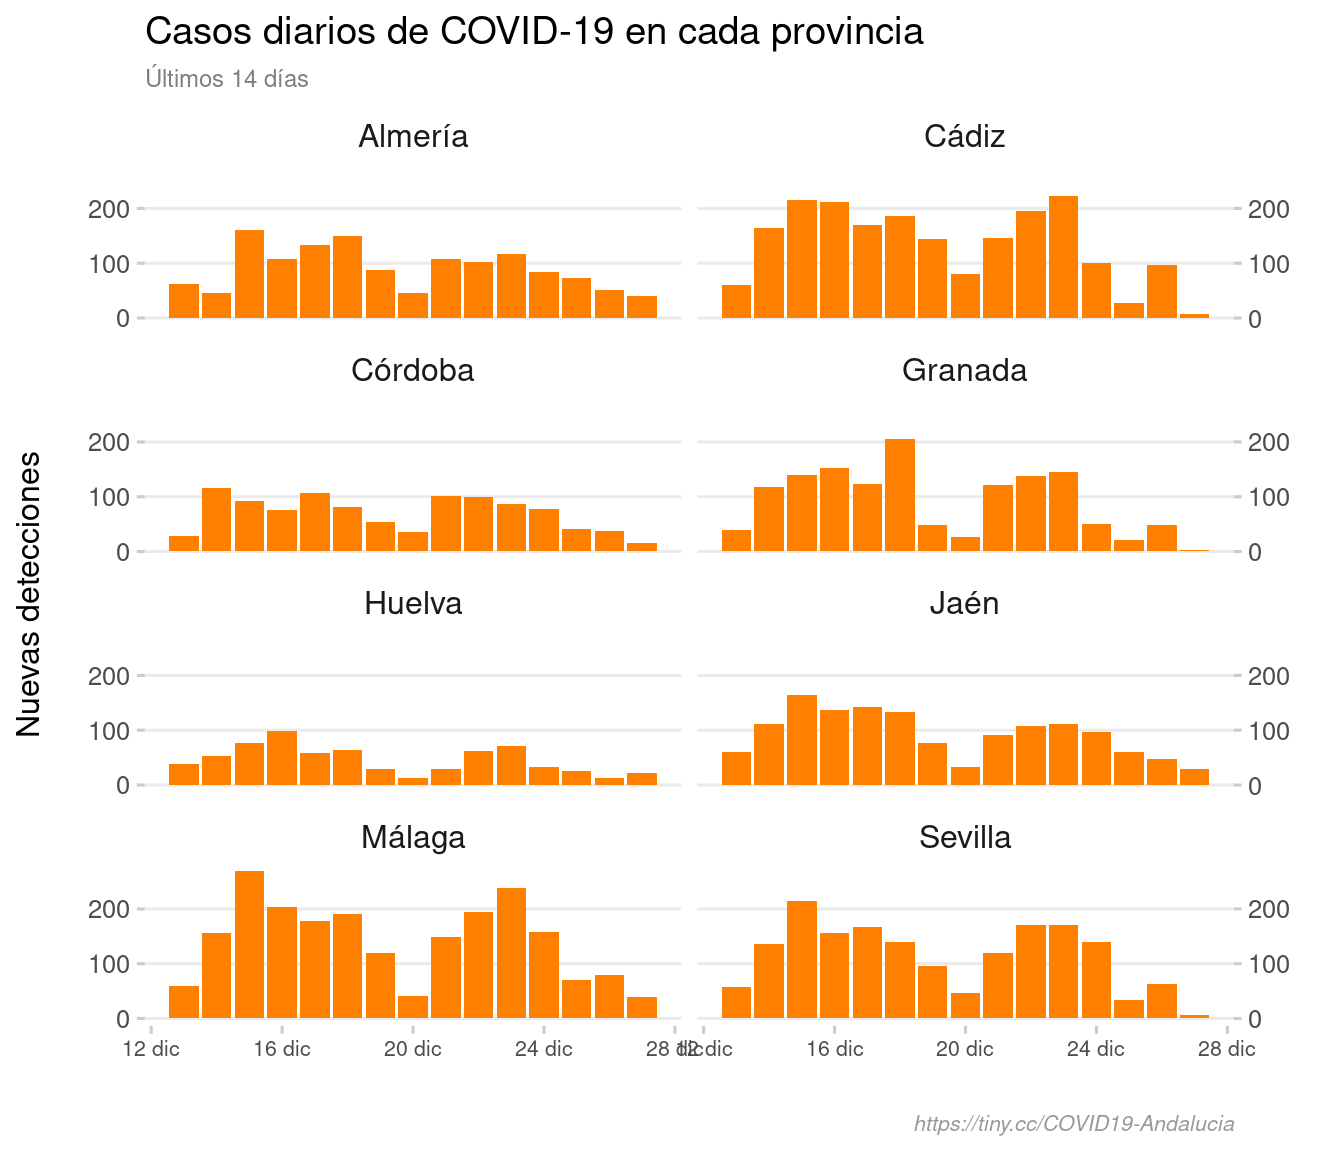 Casos diarios de COVID-19 en cada provincia
Últimos 14 días
Almería
Cádiz
200
100
0
200
100
0
Córdoba
Granada
200
100
0
200
100
0
Nuevas detecciones
Huelva
Jaén
200
100
0
200
100
0
Málaga
Sevilla
200
100
0
200
100
0
12 dic 16 dic 20 dic 24 dic 28 dic
12 dic 16 dic 20 dic 24 dic 28 dic
https://tiny.cc/COVID19-Andalucia